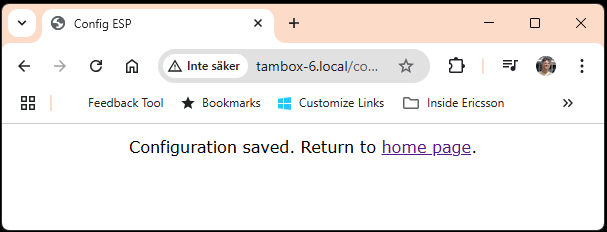 Config ESP
Inte säker tambox-6.local/co...
Feedback Tool Bookmarks Customize Links Inside Ericsson
Configuration saved. Return to home page.